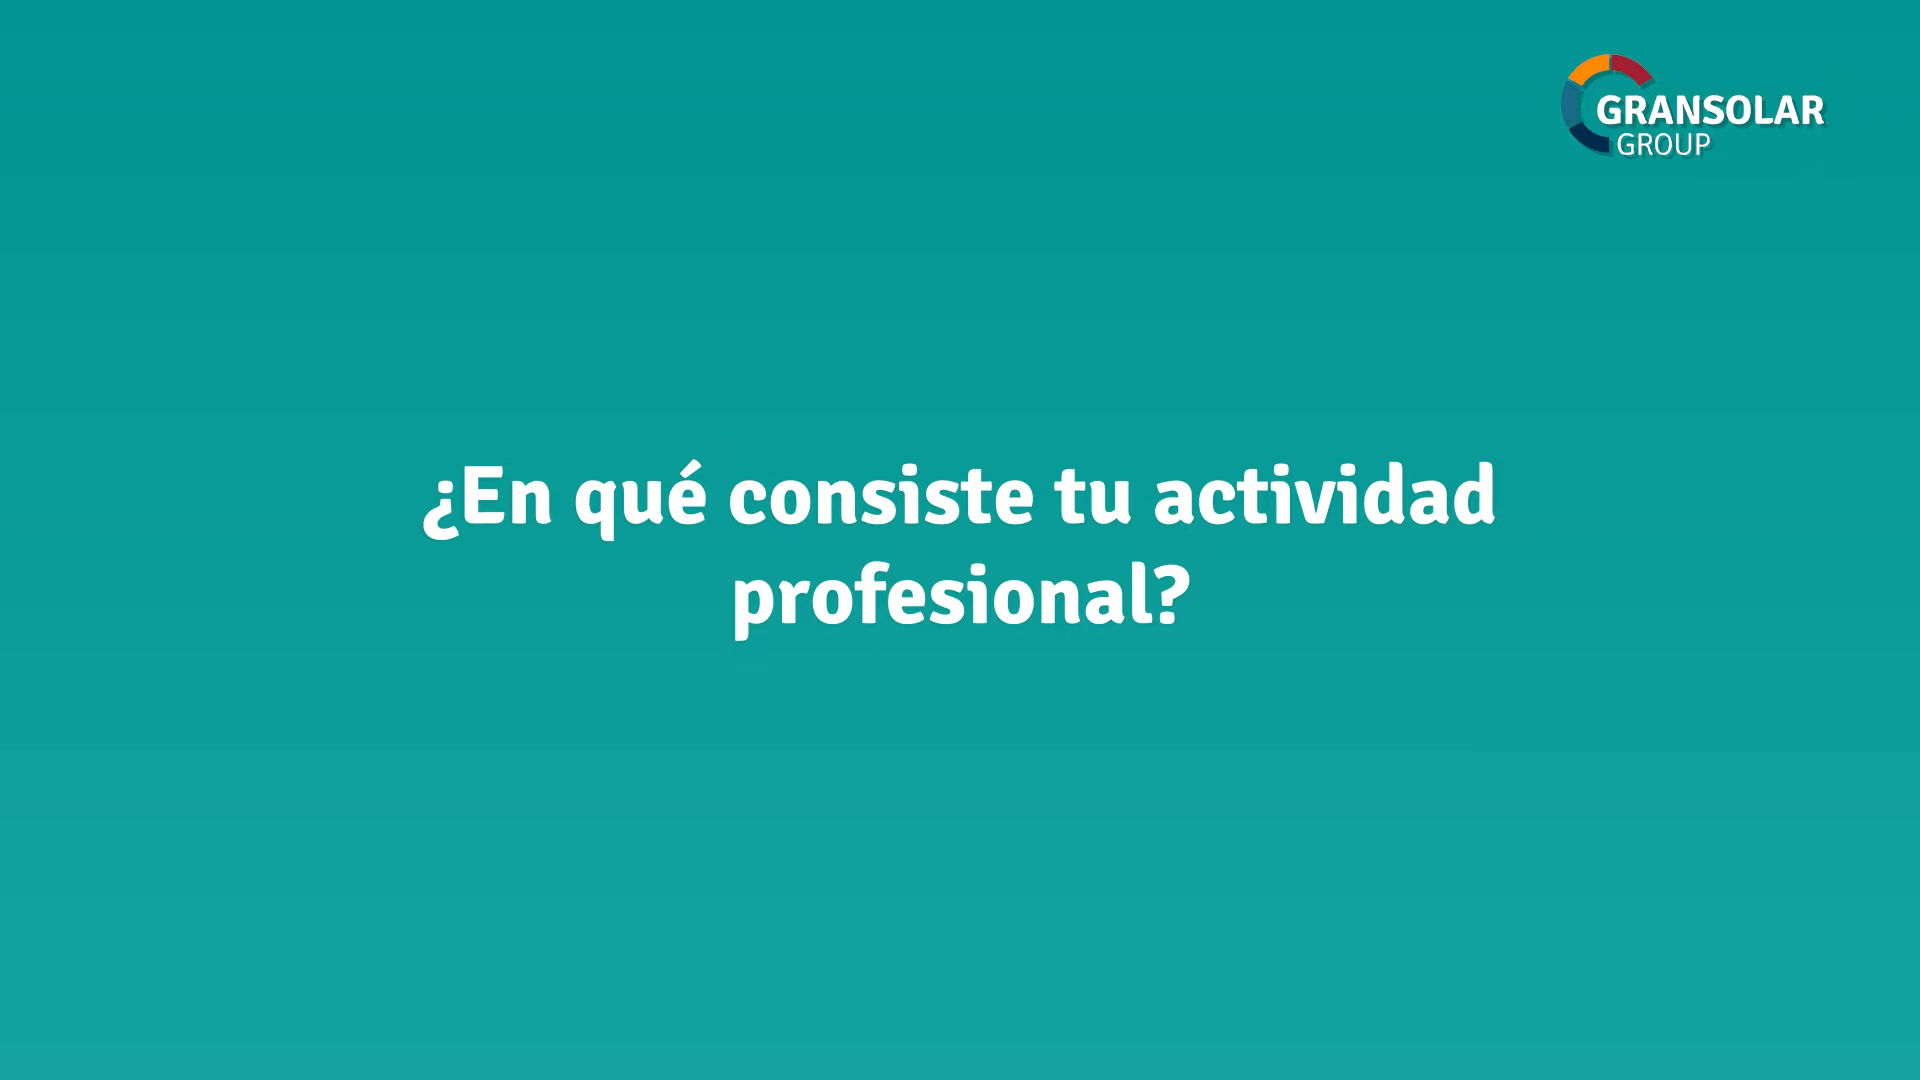 GRANSOLAR
GROUP
¿En qué consiste tu actividad
profesional?